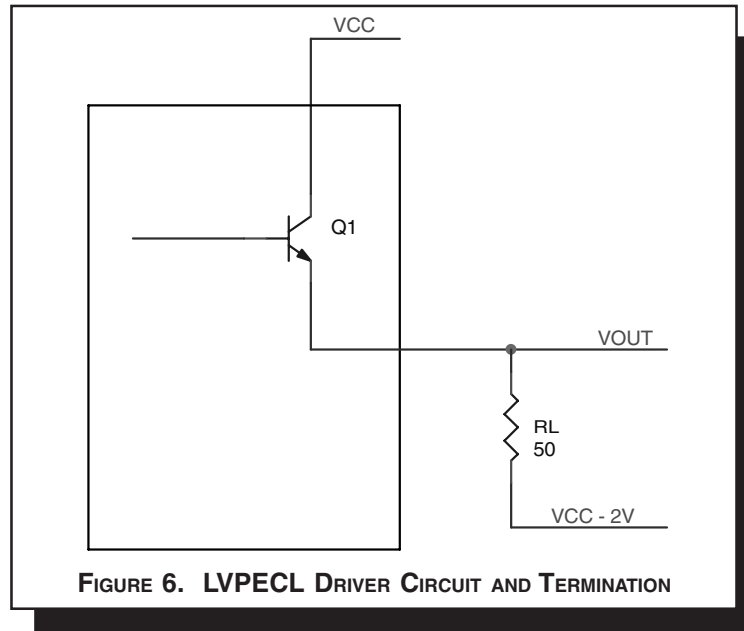 VCC
Q1
VOUT
RL
50
VCC - 2V
FIGURE 6. LVPECL DRIVER CIRCUIT AND TERMINATION